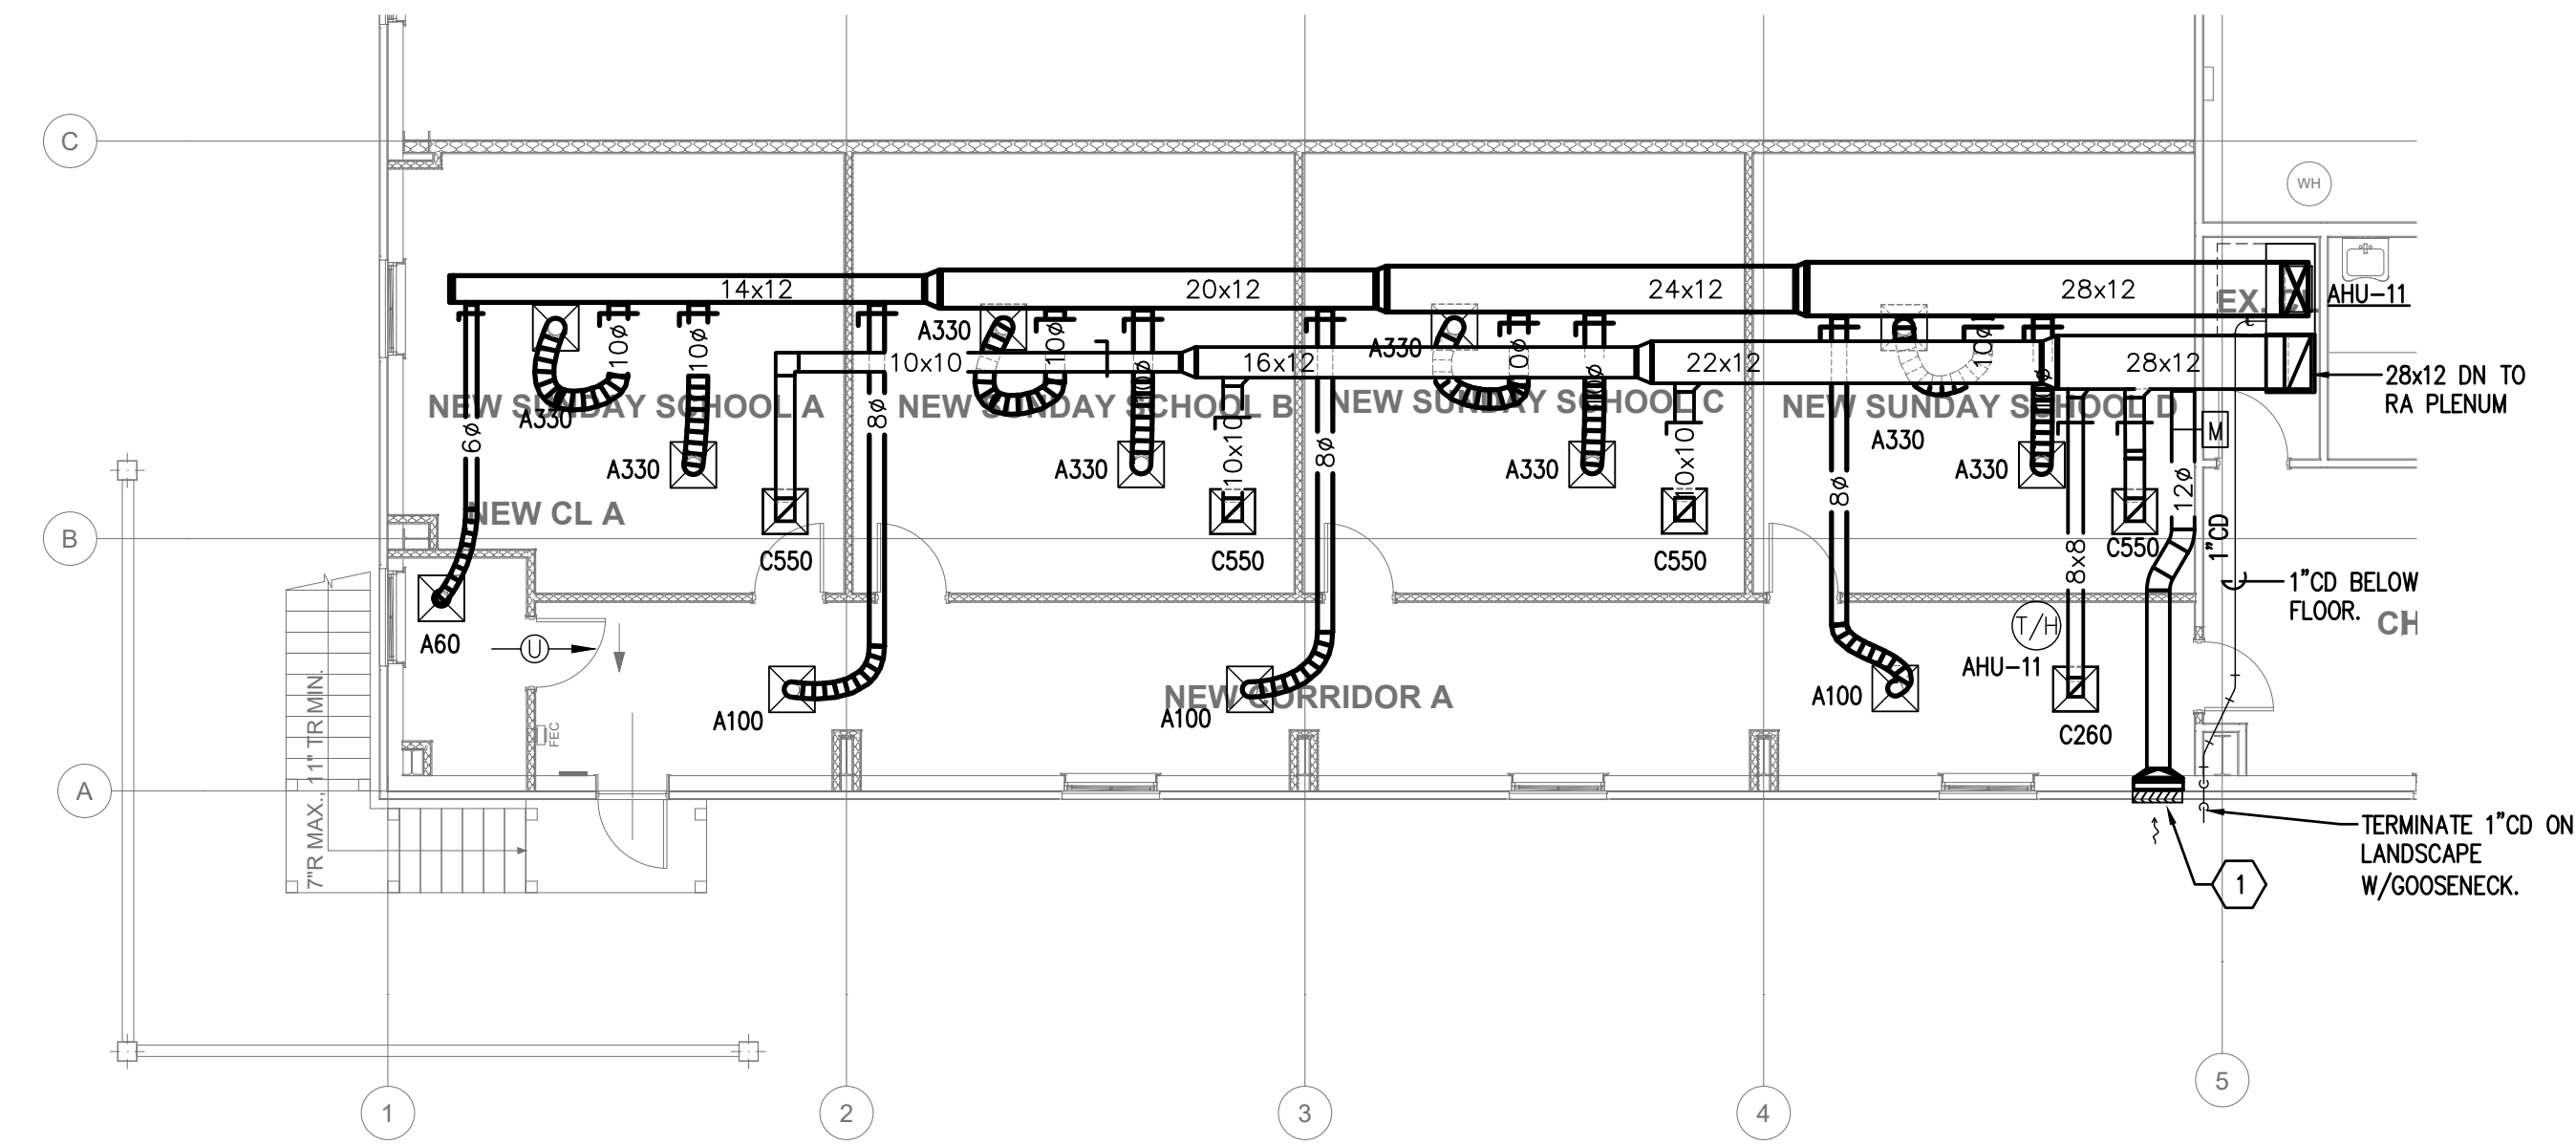 C
WH
14x12
20x12
24x12
28x12
EX.
AHU-11
A330
10ø
10ø
A330
10ø
A330
10ø
10ø
10x10
16x12
22x12
28x12
28x12 DN TO
RA PLENUM
NEW SUNDAY SCHOOL A
NEW SUNDAY SCHOOL B
NEW SUNDAY SCHOOL C
NEW SUNDAY SCHOOL D
A330
6ø
8ø
8ø
A330
M
A330
A330
A330
A330
10x10
10x10
8ø
12ø
NEW CL A
B
1"CD
C550
C550
C550
C550
8x8
1"CD BELOW
FLOOR.
CH
T/H
A60
U
AHU-11
NEW CORRIDOR A
A100
A100
A100
C260
FEC
7"R MAX., 11" TR MIN.
A
TERMINATE 1"CD ON
LANDSCAPE
W/GOOSENECK.
1
1
2
3
4
5